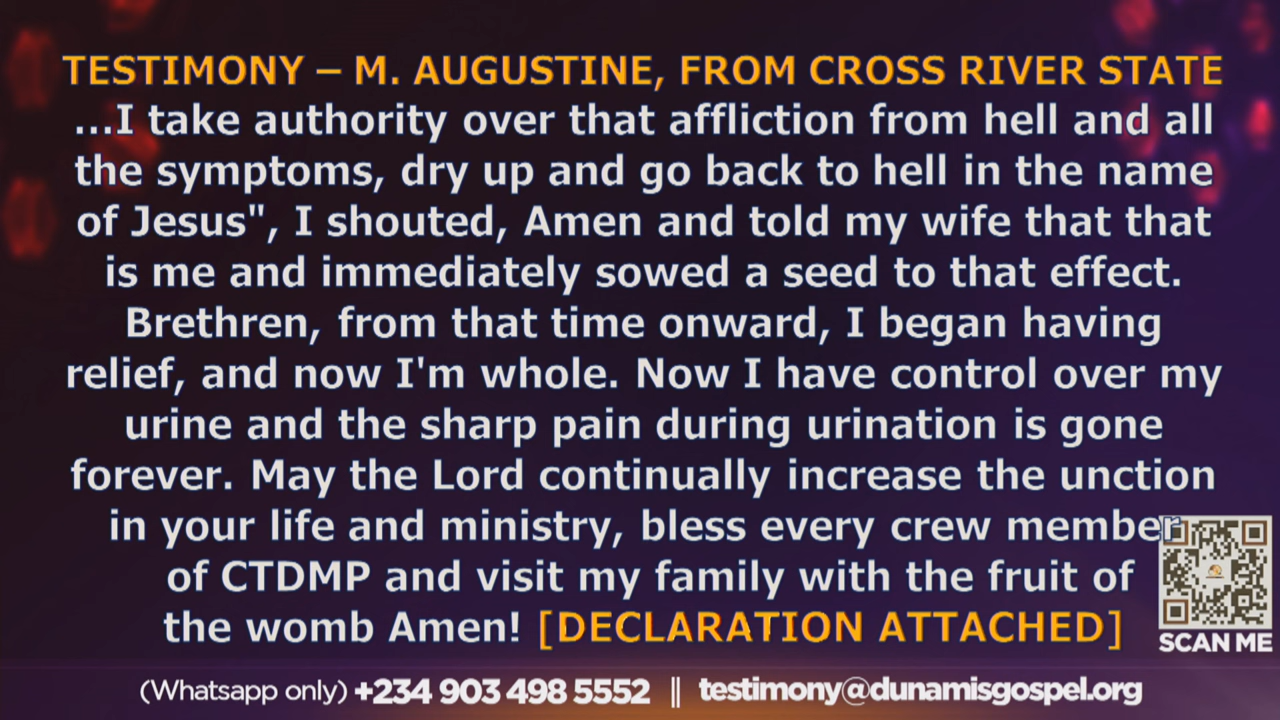 TESTIMONY – M. AUGUSTINE, FROM CROSS RIVER STATE
...I take authority over that affliction from hell and all
the symptoms, dry up and go back to hell in the name
of Jesus", I shouted, Amen and told my wife that that
is me and immediately sowed a seed to that effect.
Brethren, from that time onward, I began having
relief, and now I'm whole. Now I have control over my
urine and the sharp pain during urination is gone
forever. May the Lord continually increase the unction
in your life and ministry, bless every crew member
of CTDMP and visit my family with the fruit of
the womb Amen! [DECLARATION ATTACHED]
SCAN ME
(Whatsapp only) +234 903 498 5552 || testimony@dunamisgospel.org